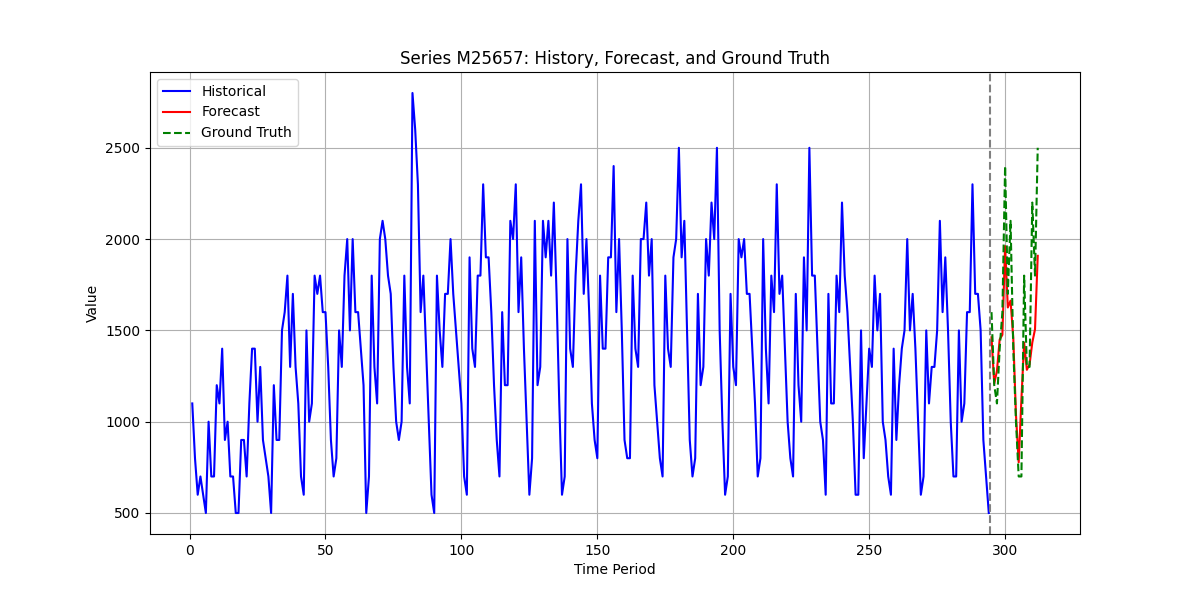 Series M25657: History, Forecast, and Ground Truth
Historical
Forecast
Ground Truth
2500
2000
1500
1000
500
Value
0
50
100
150
200
250
300
Time Period